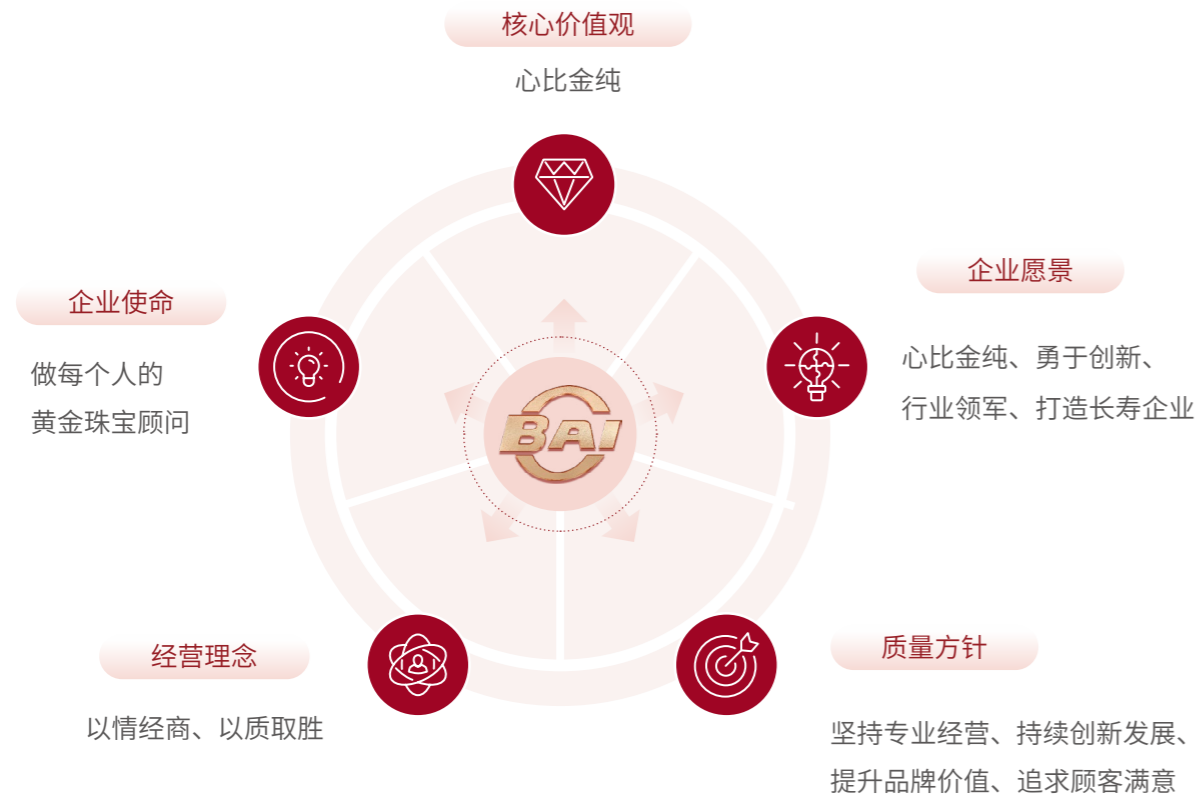 核心价值观
心比金纯
企业愿景
心比金纯、勇于创新、
行业领军、打造长寿企业
企业使命
做每个人的
黄金珠宝顾问
BAI
经营理念
以情经商、以质取胜
质量方针
坚持专业经营、持续创新发展、
提升品牌价值、追求顾客满意